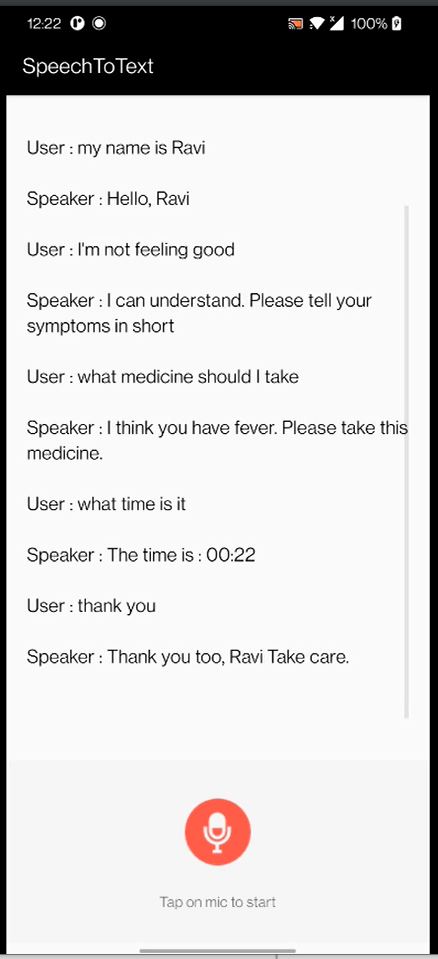 12:22 100%
SpeechToText
User : my name is Ravi
Speaker : Hello, Ravi
User : I'm not feeling good
Speaker : I can understand. Please tell your
symptoms in short
User : what medicine should I take
Speaker : I think you have fever. Please take this
medicine.
User : what time is it
Speaker : The time is : 00:22
User : thank you
Speaker : Thank you too, Ravi Take care.
Tap on mic to start